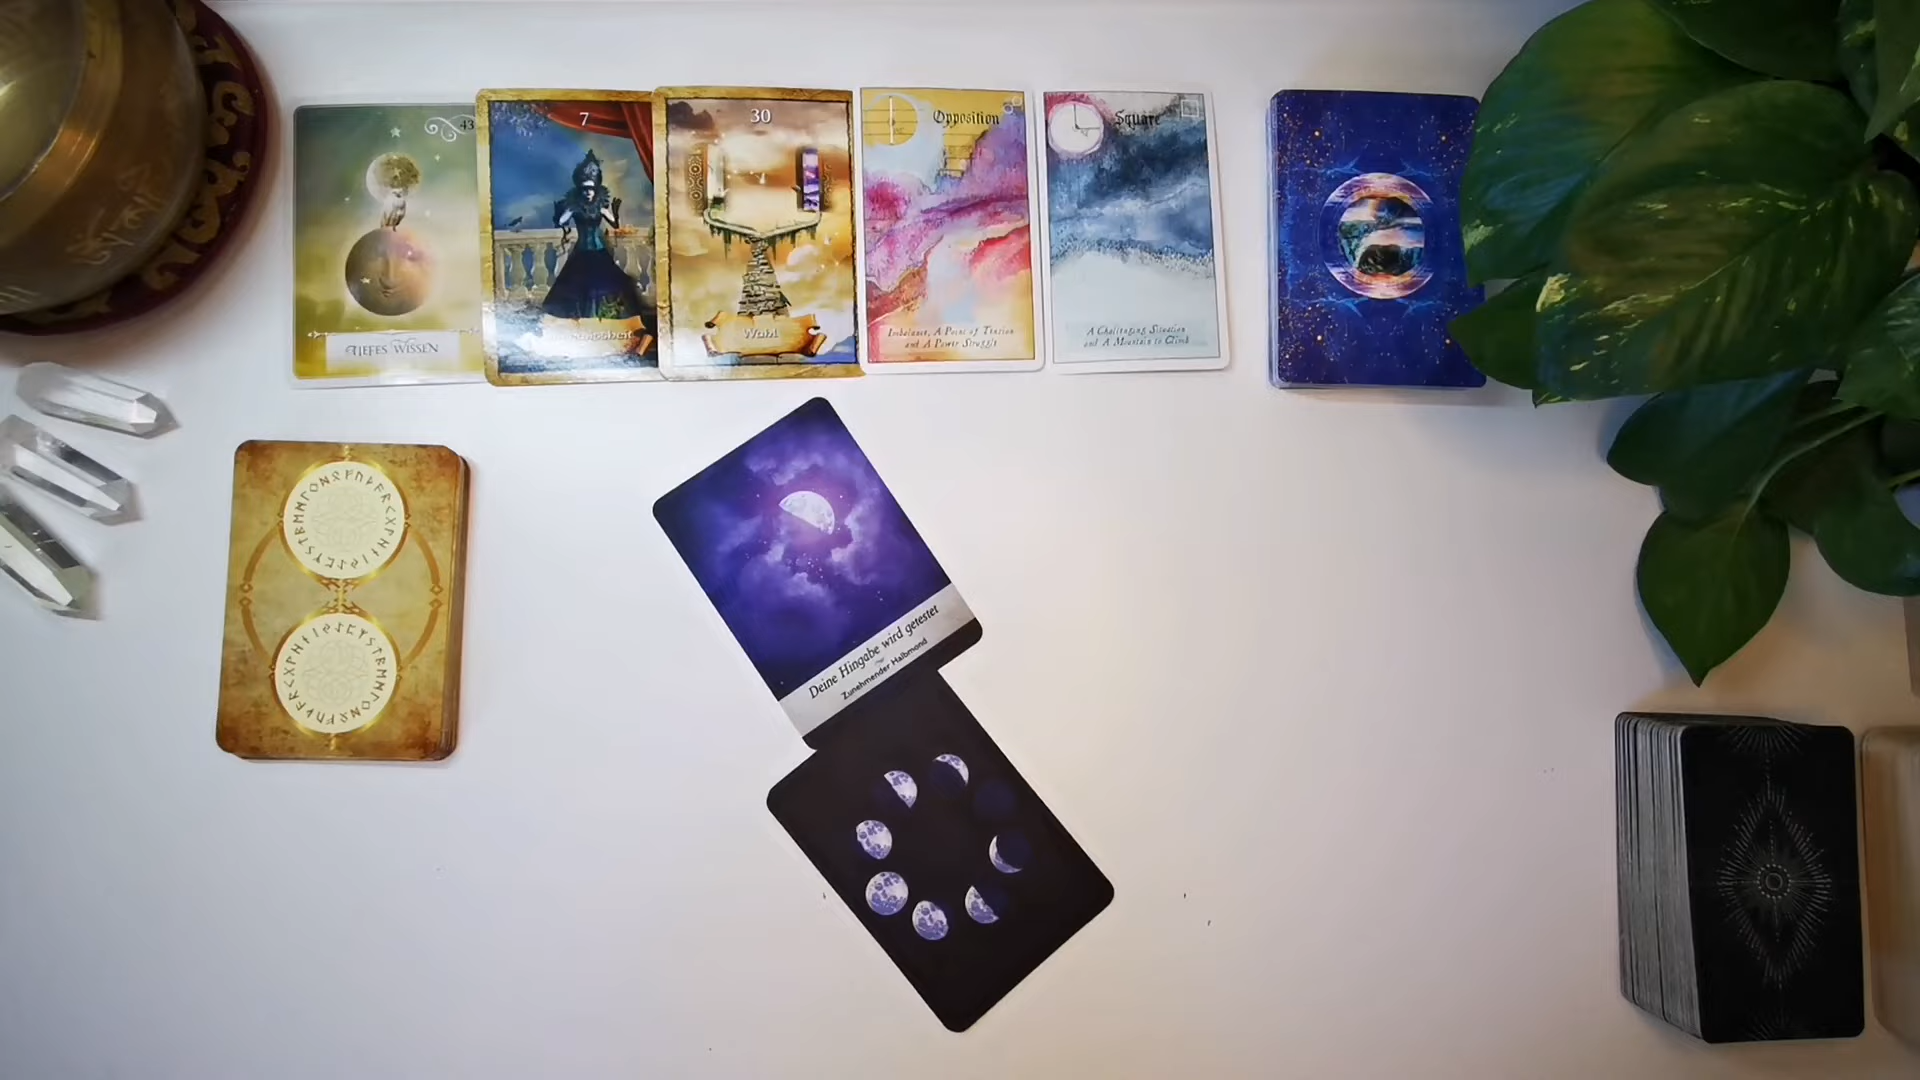 43
TIEFES WISSEN
7
30
Wahl
Opposition
Imbalance, A Point of Tension
and A Power Struggle
Square
A Challenging Situation
and A Mountain to Climb
Deine Hingabe wird getestet
Zunehmender Halbmond